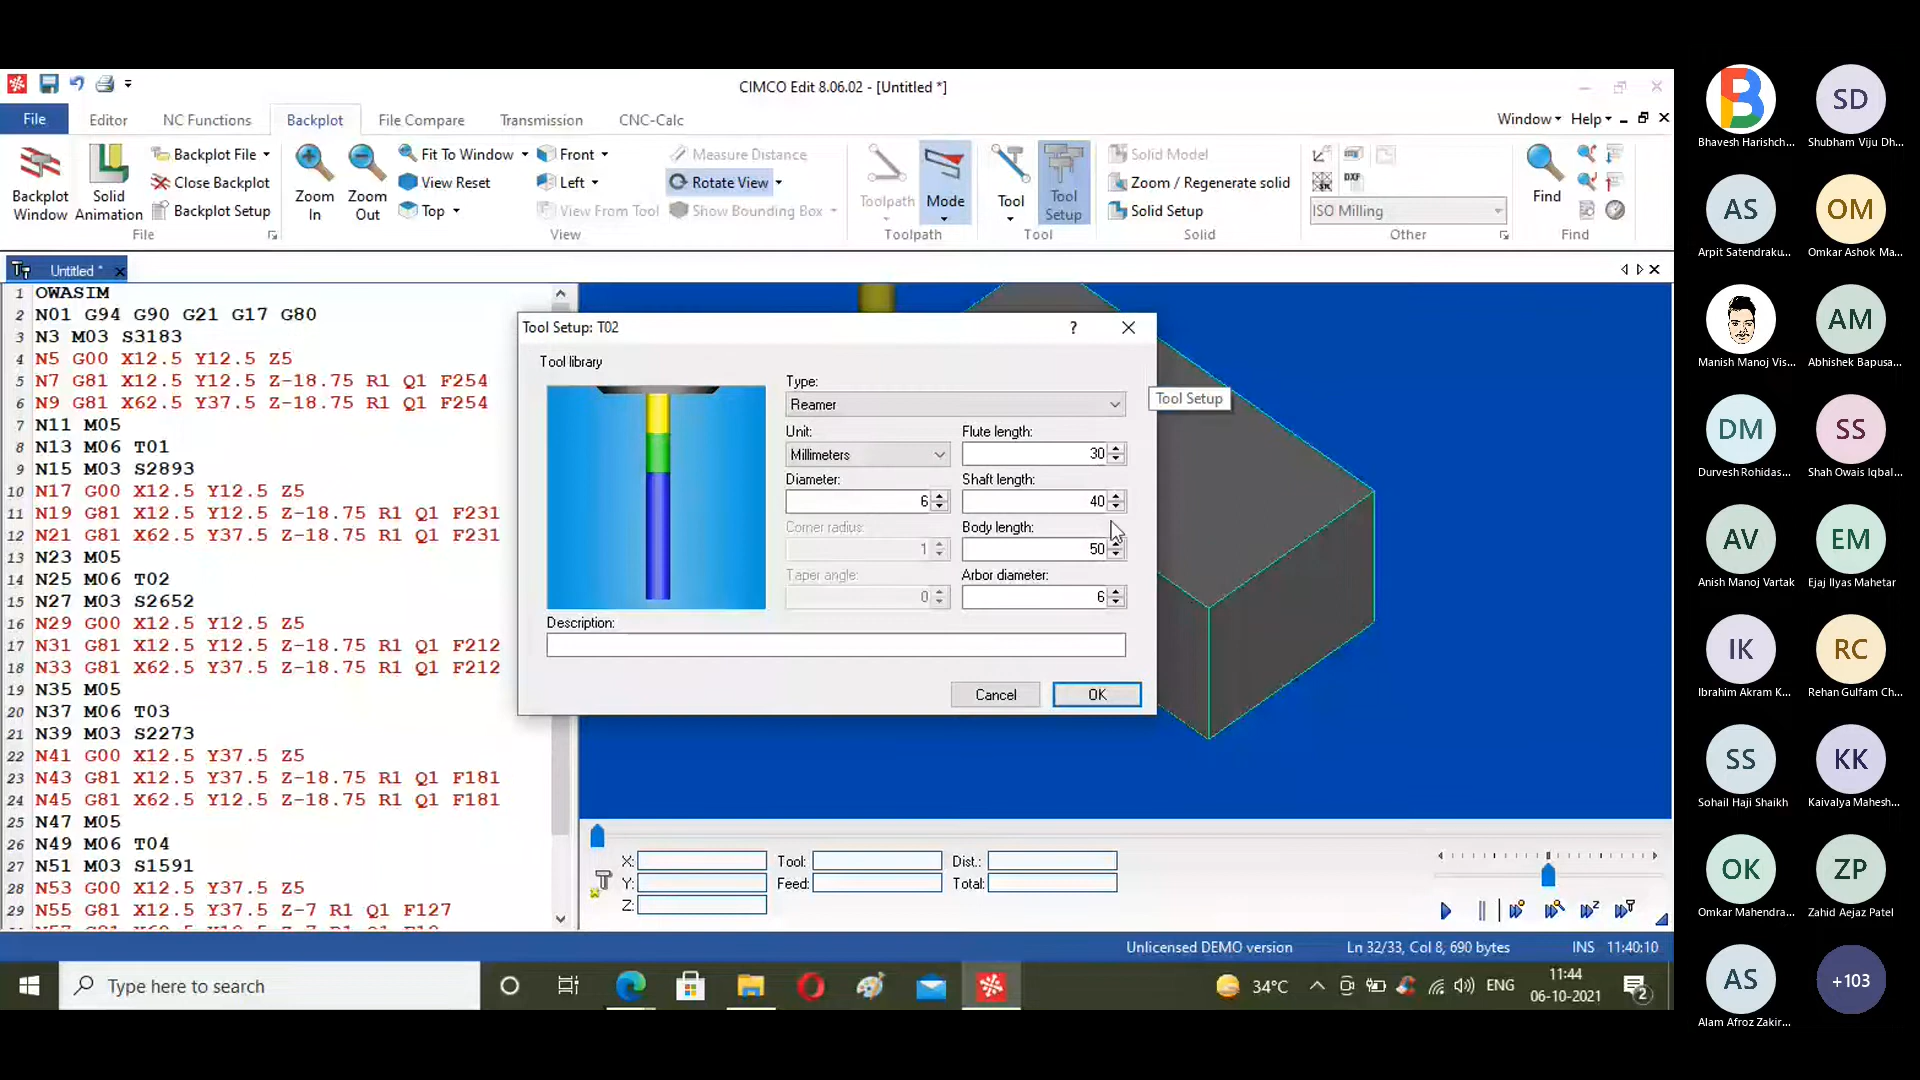 CIMCO Edit 8.06.02 - [Untitled *]
File Editor NC Functions Backplot File Compare Transmission CNC-Calc Window Help
Backplot Window
Solid Animation
Backplot File
Close Backplot
Backplot Setup
File
Zoom In
Zoom Out
Fit To Window
View Reset
Top
Front
Left
View From Tool
Measure Distance
Rotate View
Show Bounding Box
View
Toolpath
Mode
Toolpath
Tool
Tool Setup
Tool
Solid Model
Zoom / Regenerate solid
Solid Setup
Solid
DXF
ISO Milling
Other
Find
Find
Untitled *
1 OWASIM
2 N01 G94 G90 G21 G17 G80
3 N3 M03 S3183
4 N5 G00 X12.5 Y12.5 Z5
5 N7 G81 X12.5 Y12.5 Z-18.75 R1 Q1 F254
6 N9 G81 X62.5 Y37.5 Z-18.75 R1 Q1 F254
7 N11 M05
8 N13 M06 T01
9 N15 M03 S2893
10 N17 G00 X12.5 Y12.5 Z5
11 N19 G81 X12.5 Y12.5 Z-18.75 R1 Q1 F231
12 N21 G81 X62.5 Y37.5 Z-18.75 R1 Q1 F231
13 N23 M05
14 N25 M06 T02
15 N27 M03 S2652
16 N29 G00 X12.5 Y12.5 Z5
17 N31 G81 X12.5 Y12.5 Z-18.75 R1 Q1 F212
18 N33 G81 X62.5 Y37.5 Z-18.75 R1 Q1 F212
19 N35 M05
20 N37 M06 T03
21 N39 M03 S2273
22 N41 G00 X12.5 Y37.5 Z5
23 N43 G81 X12.5 Y37.5 Z-18.75 R1 Q1 F181
24 N45 G81 X62.5 Y12.5 Z-18.75 R1 Q1 F181
25 N47 M05
26 N49 M06 T04
27 N51 M03 S1591
28 N53 G00 X12.5 Y37.5 Z5
29 N55 G81 X12.5 Y37.5 Z-7 R1 Q1 F127
Tool Setup: T02 ?
Tool library
Type:
Reamer
Unit:
Millimeters
Flute length:
30
Diameter:
6
Shaft length:
40
Corner radius:
1
Body length:
50
Taper angle:
0
Arbor diameter:
6
Description:
Cancel OK
Tool Setup
X: Tool: Dist.:
Y: Feed: Total:
Z:
Unlicensed DEMO version Ln 32/33, Col 8, 690 bytes INS 11:40:10
Type here to search
34°C ENG
11:44
06-10-2021
2
B
Bhavesh Harishch...
SD
Shubham Viju Dh...
AS
Arpit Satendraku...
OM
Omkar Ashok Ma...
Manish Manoj Vis...
AM
Abhishek Bapusa...
DM
Durvesh Rohidas...
SS
Shah Owais Iqbal...
AV
Anish Manoj Vartak
EM
Ejaj Ilyas Mahetar
IK
Ibrahim Akram K...
RC
Rehan Gulfam Ch...
SS
Sohail Haji Shaikh
KK
Kaivalya Mahesh...
OK
Omkar Mahendra...
ZP
Zahid Aejaz Patel
AS
Alam Afroz Zakir...
+103